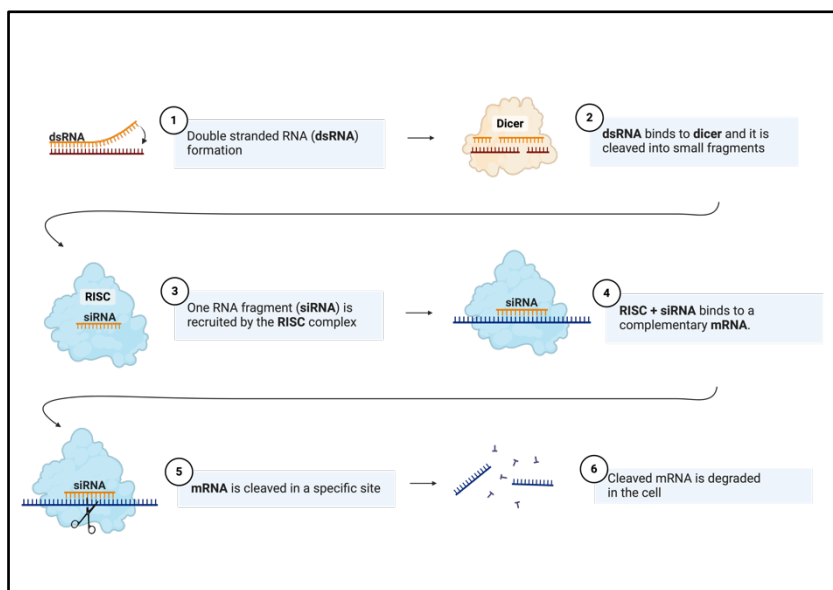 dsRNA
1
Double stranded RNA (dsRNA)
formation
Dicer
2
dsRNA binds to dicer and it is
cleaved into small fragments
RISC
siRNA
3
One RNA fragment (siRNA) is
recruited by the RISC complex
siRNA
4
RISC + siRNA binds to a
complementary mRNA.
siRNA
5
mRNA is cleaved in a specific site
6
Cleaved mRNA is degraded
in the cell